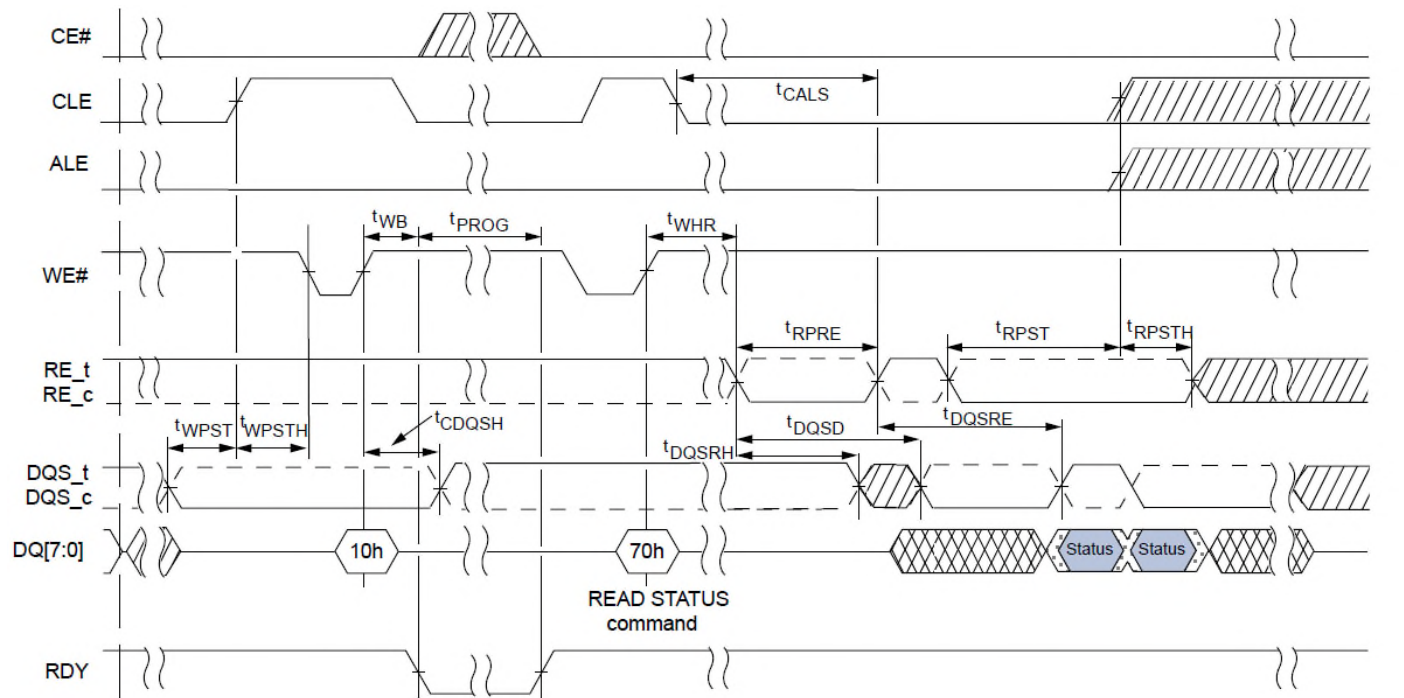 CE#
CLE
tCALS
ALE
tWB
tPROG
tWHR
WE#
tRPRE
tRPST
tRPSTH
RE_t
RE_c
tWPST
tWPSTH
tCDQSH
tDQSRH
tDQSD
tDQSRE
DQS_t
DQS_c
DQ[7:0]
10h
70h
Status
Status
READ STATUS
command
RDY